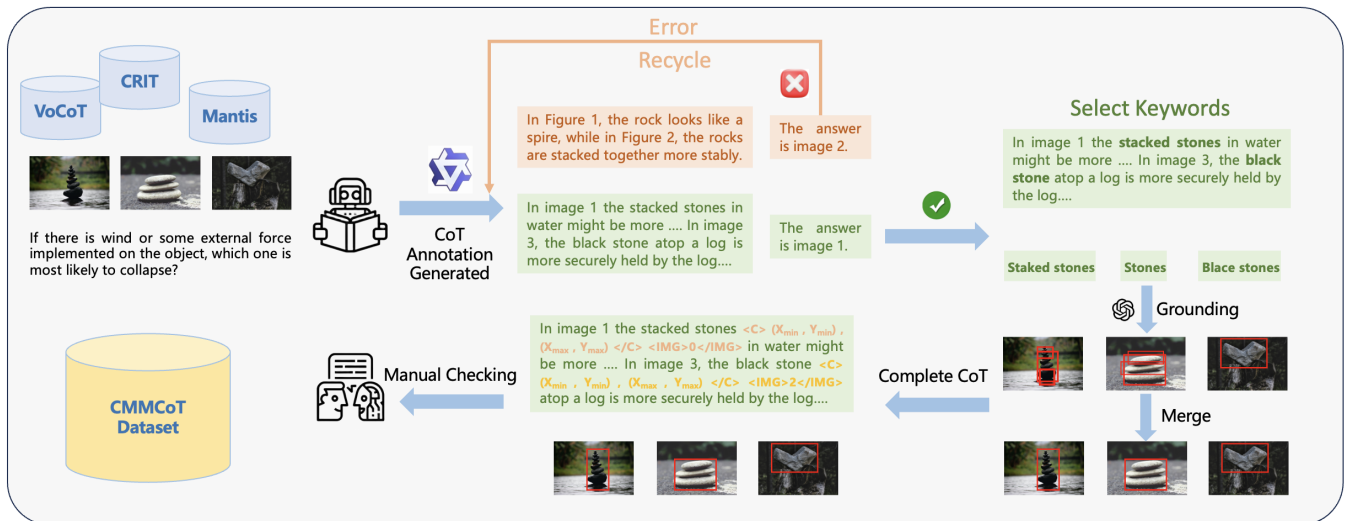 Error
Recycle
CRIT
VoCoT
Mantis
If there is wind or some external force
implemented on the object, which one is
most likely to collapse?
CoT
Annotation
Generated
In Figure 1, the rock looks like a
spire, while in Figure 2, the rocks
are stacked together more stably.
The answer
is image 2.
In image 1 the stacked stones in
water might be more .... In image
3, the black stone atop a log is
more securely held by the log....
The answer
is image 1.
Select Keywords
In image 1 the stacked stones in water
might be more .... In image 3, the black
stone atop a log is more securely held by
the log....
Staked stones
Stones
Blace stones
Grounding
Merge
Complete CoT
In image 1 the stacked stones <C> (Xmin , Ymin) ,
(Xmax , Ymax) </C> <IMG>0</IMG> in water might
be more .... In image 3, the black stone <C>
(Xmin , Ymin) , (Xmax , Ymax) </C> <IMG>2</IMG>
atop a log is more securely held by the log....
Manual Checking
CMMCoT
Dataset